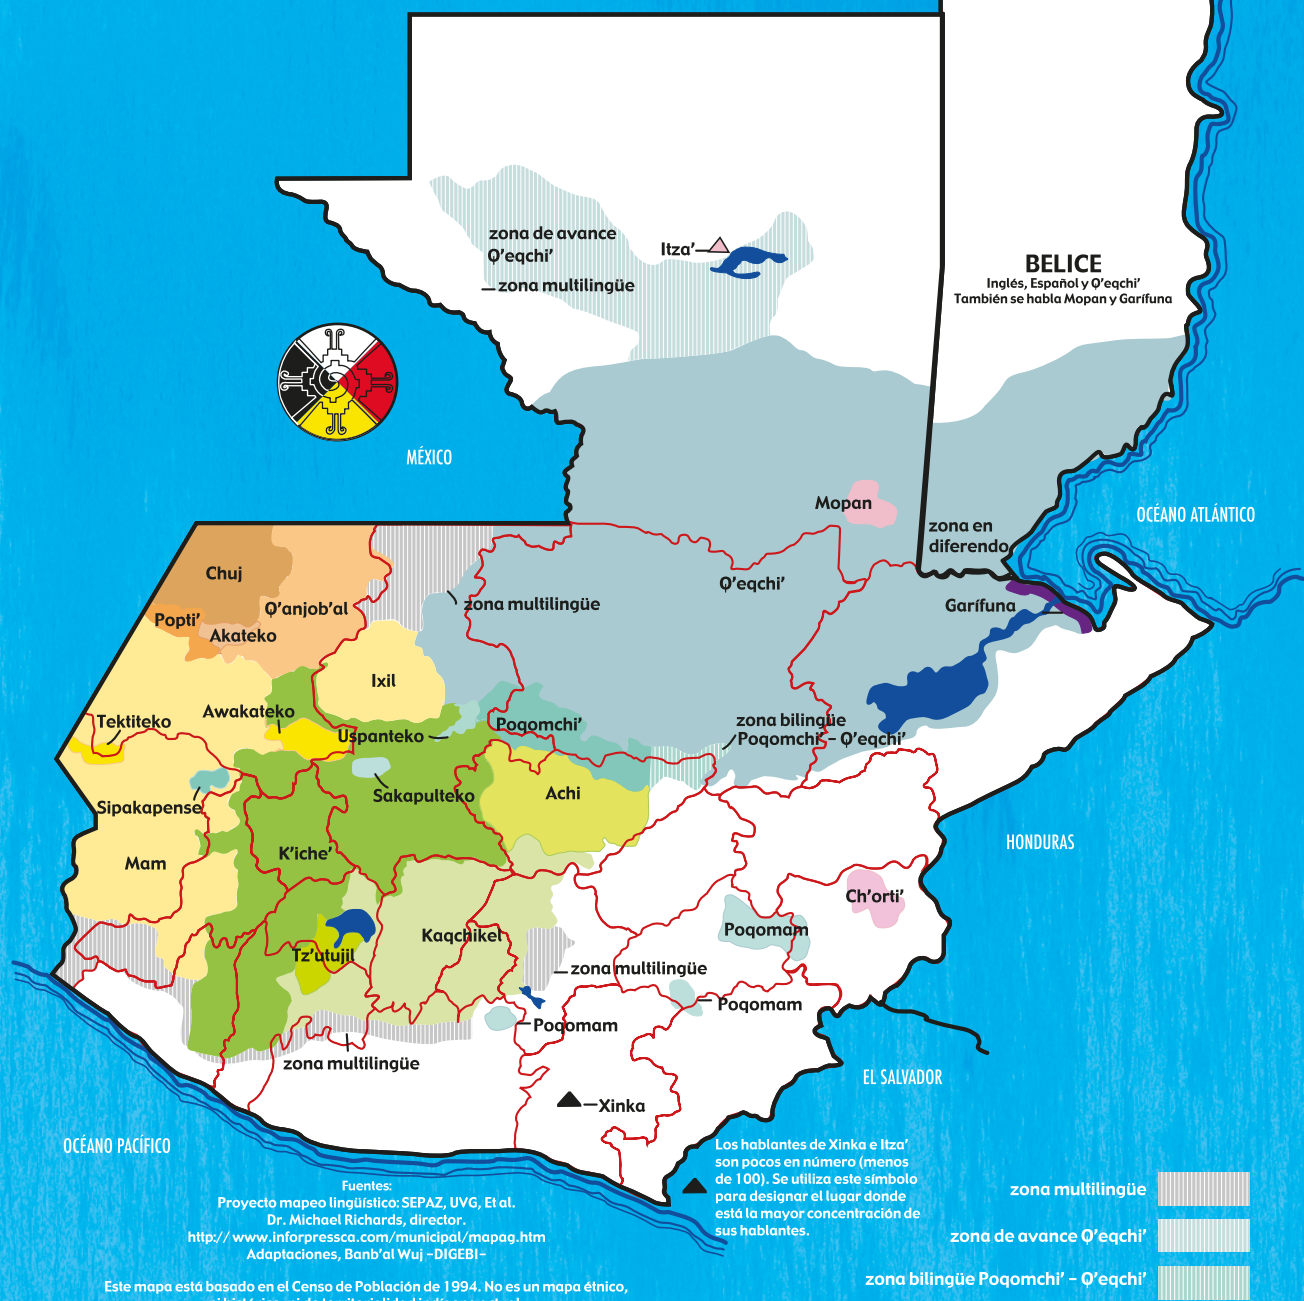 zona de avance
Q'eqchi'
zona multilingüe
Itza'
BELICE
Inglés, Español y Q'eqchi'
También se habla Mopan y Garífuna
MÉXICO
Mopan
OCÉANO ATLÁNTICO
zona en
diferendo
Chuj
Q'eqchi'
zona multilingüe
Garífuna
Q'anjob'al
Popti'
Akateko
Ixil
Tektiteko
Awakateko
Uspanteko
Poqomchi'
zona bilingüe
Poqomchi' - Q'eqchi'
Sipakapense
Sakapulteko
Achi
HONDURAS
Mam
K'iche'
Ch'orti'
Kaqchikel
Poqomam
Tz'utujil
zona multilingüe
Poqomam
Poqomam
zona multilingüe
EL SALVADOR
Xinka
OCÉANO PACÍFICO
Los hablantes de Xinka e Itza'
son pocos en número (menos
de 100). Se utiliza este símbolo
para designar el lugar donde
está la mayor concentración de
sus hablantes.
Fuentes:
Proyecto mapeo lingüístico: SEPAZ, UVG, Et al.
Dr. Michael Richards, director.
http://www.inforpressca.com/municipal/mapag.htm
Adaptaciones, Banb'al Wuj -DIGEBI-
Este mapa está basado en el Censo de Población de 1994. No es un mapa étnico,
zona multilingüe
zona de avance Q'eqchi'
zona bilingüe Poqomchi' - Q'eqchi'